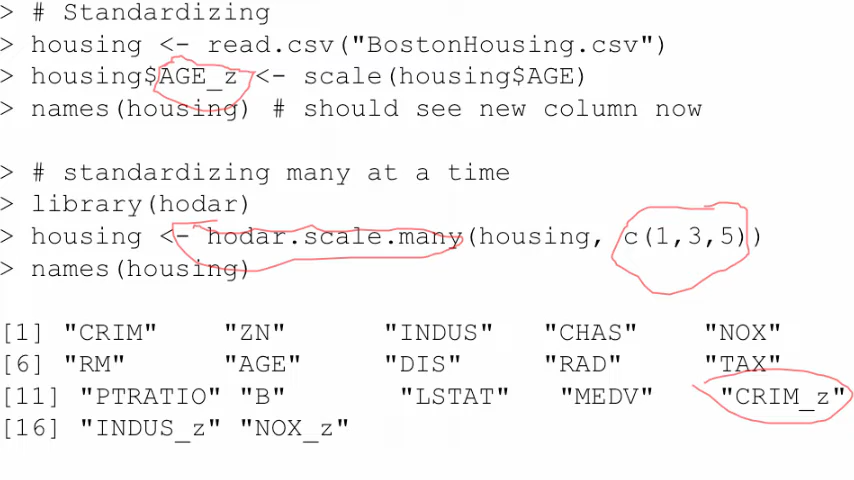 > # Standardizing
> housing <- read.csv("BostonHousing.csv")
> housing$AGE_z <- scale(housing$AGE)
> names(housing) # should see new column now
> # standardizing many at a time
> library(hodar)
> housing <- hodar.scale.many(housing, c(1,3,5))
> names(housing)
[1] "CRIM" "ZN" "INDUS" "CHAS" "NOX"
[6] "RM" "AGE" "DIS" "RAD" "TAX"
[11] "PTRATIO" "B" "LSTAT" "MEDV" "CRIM_z"
[16] "INDUS_z" "NOX_z"